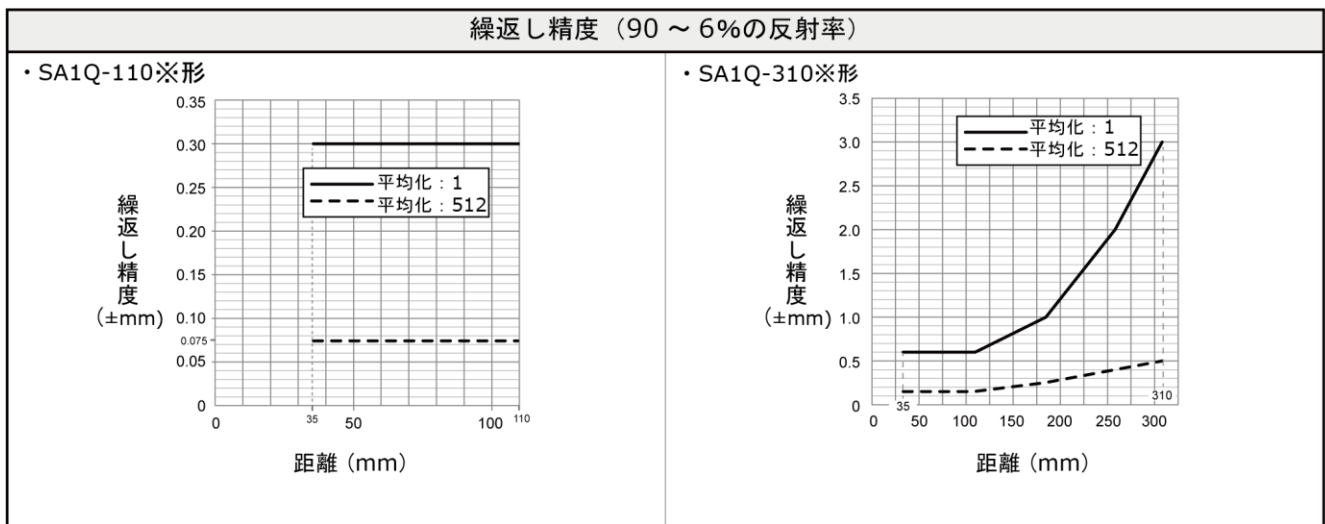 繰返し精度（90 ～ 6%の反射率）
・SA1Q-110※形
0.35
0.30
0.25
0.20
0.15
0.10
0.075
0.05
0
繰返し精度
（±mm）
平均化：1
平均化：512
0
35
50
100
110
距離（mm）
・SA1Q-310※形
3.5
3.0
2.5
2.0
1.5
1.0
0.5
0
繰返し精度
（±mm）
平均化：1
平均化：512
35
310
0
50
100
150
200
250
300
距離（mm）